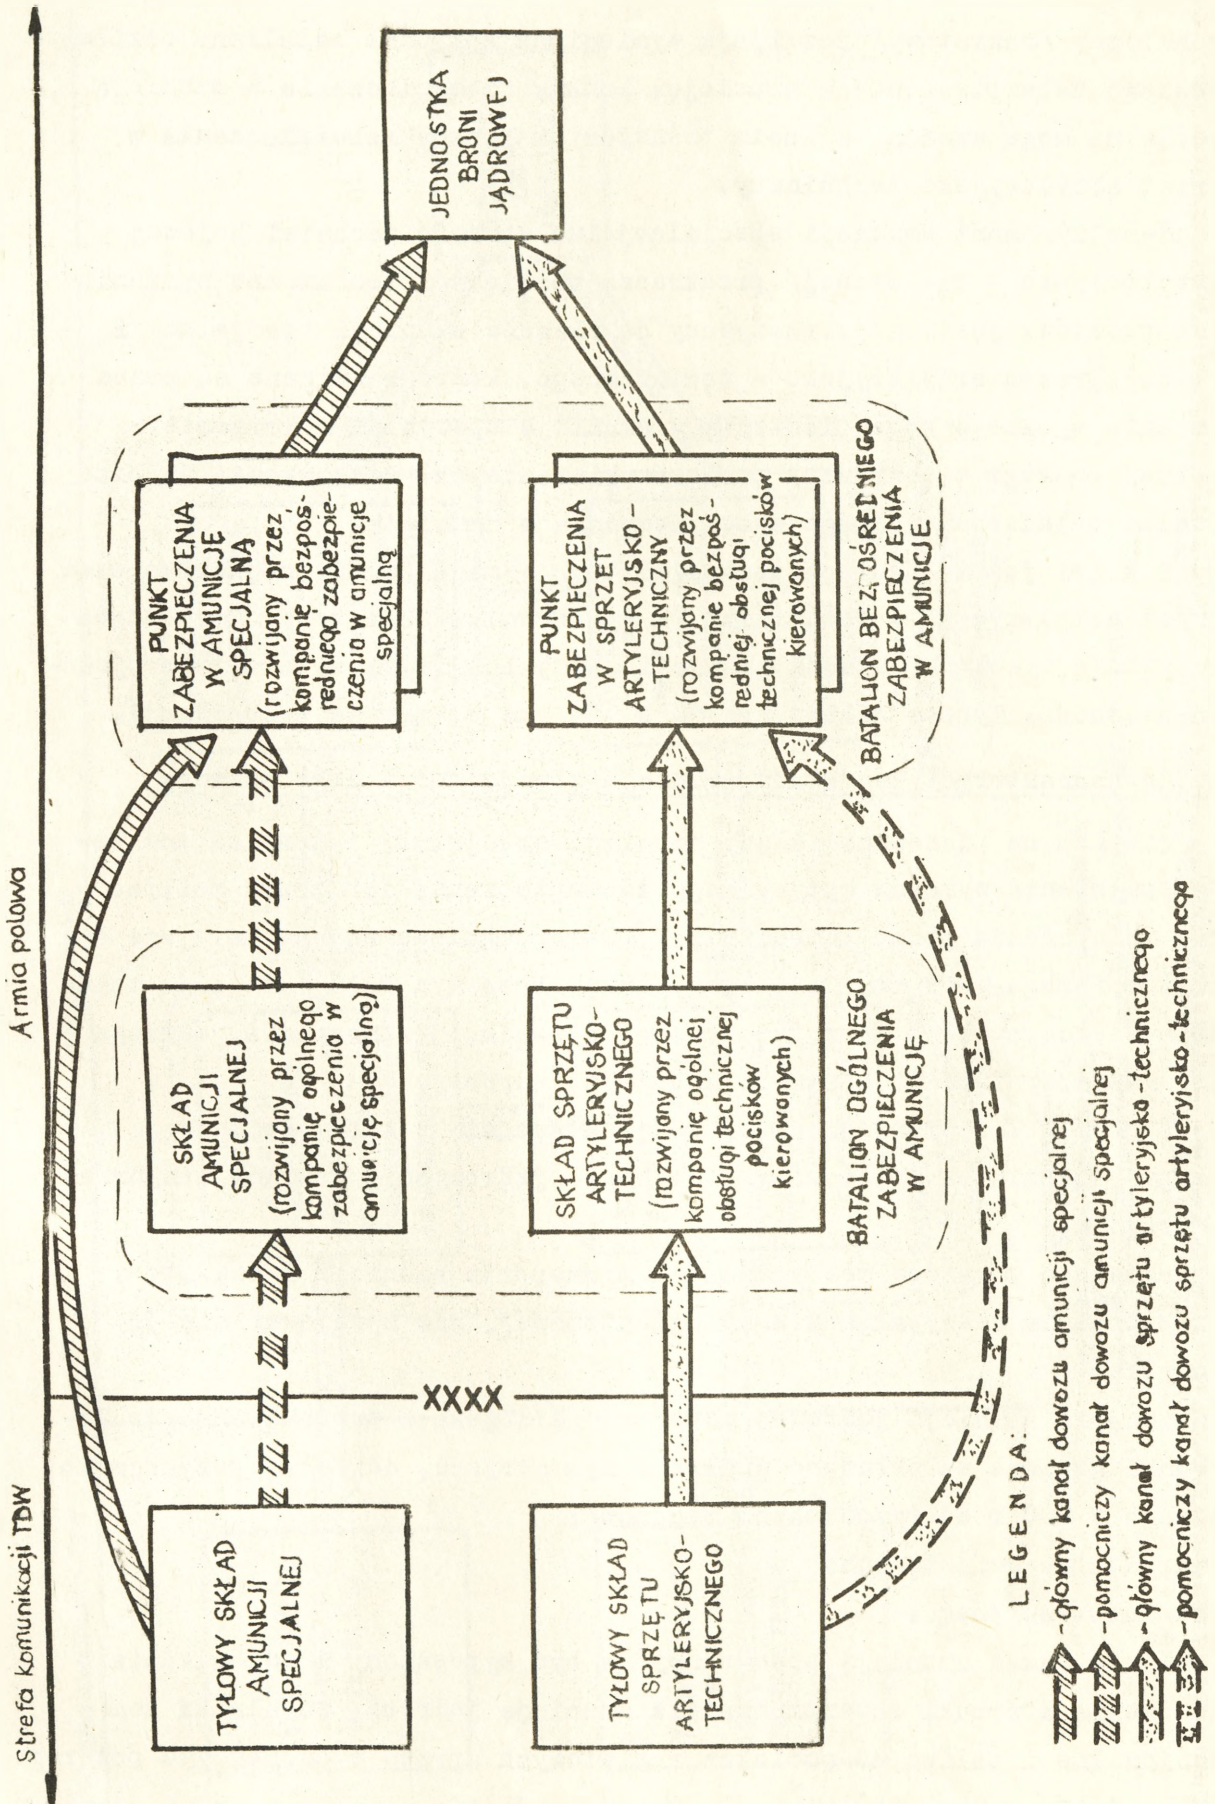 Strefa komunikacji TDW
Armia polowa
TYŁOWY SKŁAD
AMUNICJI
SPECJALNEJ
SKŁAD
AMUNICJI
SPECJALNEJ
(rozwijany przez
kompanię ogólnego
zabezpieczenia w
amunicję specjalną)
PUNKT
ZABEZPIECZENIA
W AMUNICJĘ
SPECJALNĄ
(rozwijany przez
kompanie bezpoś-
redniego zabezpie-
czenia w amunicje
specjalną
JEDNOSTKA
BRONI
JĄDROWEJ
XXXX
TYŁOWY SKŁAD
SPRZĘTU
ARTYLERYJSKO-
TECHNICZNEGO
SKŁAD SPRZĘTU
ARTYLERYJSKO-
TECHNICZNEGO
(rozwijany przez
kompanię ogólnej
obsługi technicznej
pocisków
kierowanych)
PUNKT
ZABEZPIECZENIA
W SPRZĘT
ARTYLERYJSKO-
TECHNICZNY
(rozwijany przez
kompanie bezpoś-
redniej obsługi
technicznej pocisków
kierowanych)
BATALION OGÓLNEGO
ZABEZPIECZENIA
W AMUNICJĘ
BATALION BEZPOŚREDNIEGO
ZABEZPIECZENIA
W AMUNICJE
LEGENDA:
- główny kanał dowozu amunicji specjalnej
- pomocniczy kanał dowozu amunicji specjalnej
- główny kanał dowozu sprzętu artyleryjsko-technicznego
- pomocniczy kanał dowozu sprzętu artyleryjsko-technicznego